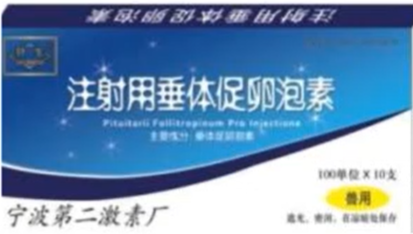 注射用垂体促卵泡素
注射用垂体促卵泡素
Pituitarii Follitropinum Pro Injectione
主要成分：垂体促卵泡素
100单位×10支
兽用
宁波第二激素厂
遮光、密闭、在凉暗处保存